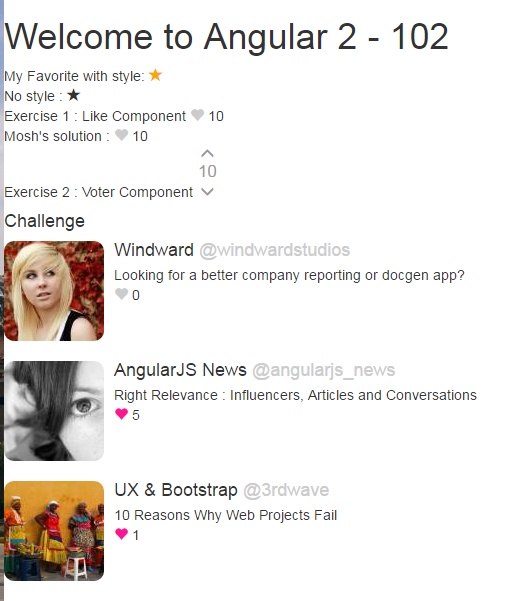 Welcome to Angular 2 - 102
My Favorite with style:
No style :
Exercise 1 : Like Component 10
Mosh's solution : 10
10
Exercise 2 : Voter Component
Challenge
Windward @windwardstudios
Looking for a better company reporting or docgen app?
0
AngularJS News @angularjs_news
Right Relevance : Influencers, Articles and Conversations
5
UX & Bootstrap @3rdwave
10 Reasons Why Web Projects Fail
1